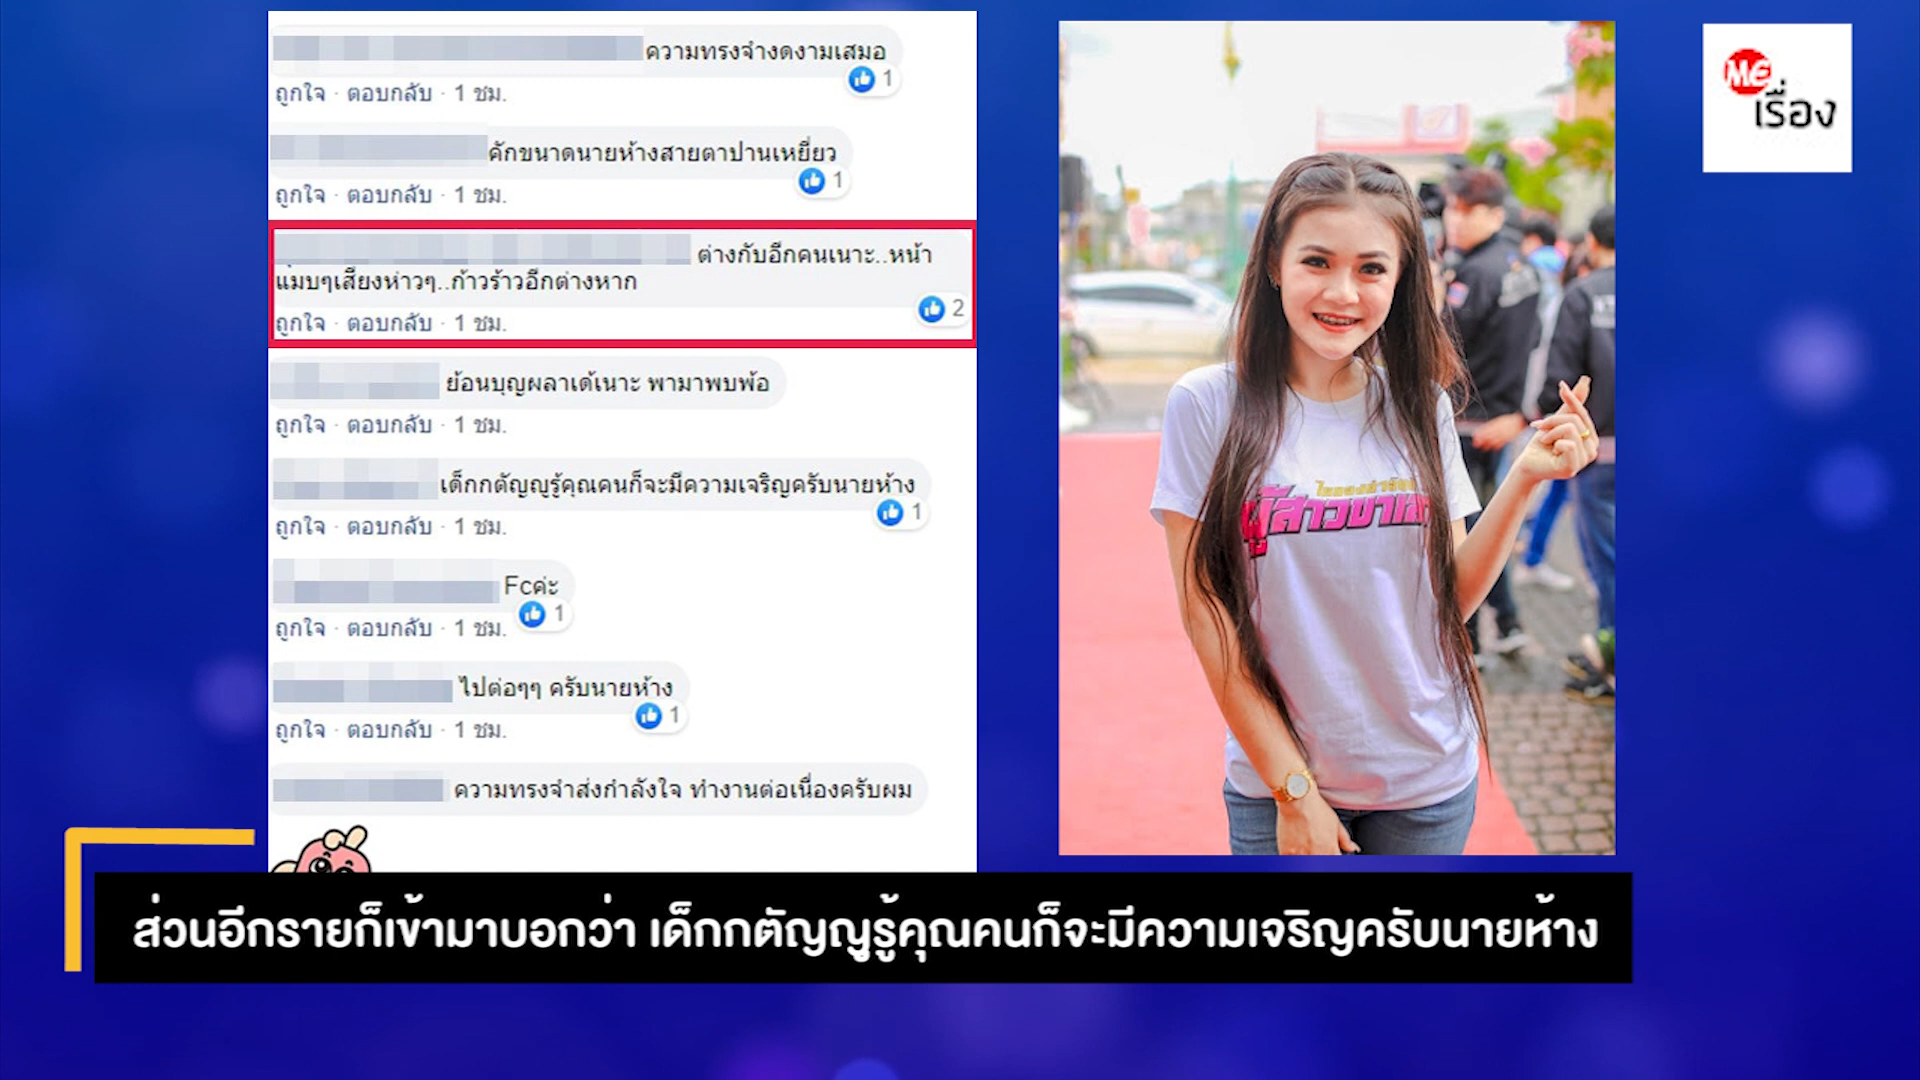 ความทรงจำงดงามเสมอ
1
ถูกใจ · ตอบกลับ · 1 ชม.
คักขนาดนายห้างสายตาปานเหยี่ยว
1
ถูกใจ · ตอบกลับ · 1 ชม.
ต่างกับอีกคนเนาะ..หน้า
แมบๆเสียงห่าวๆ..ก้าวร้าวอีกต่างหาก
2
ถูกใจ · ตอบกลับ · 1 ชม.
ย้อนบุญผลาเด้เนาะ พามาพบพ้อ
ถูกใจ · ตอบกลับ · 1 ชม.
เด็กกตัญญูรู้คุณคนก็จะมีความเจริญครับนายห้าง
1
ถูกใจ · ตอบกลับ · 1 ชม.
Fcค่ะ
1
ถูกใจ · ตอบกลับ · 1 ชม.
ไปต่อๆๆ ครับนายห้าง
1
ถูกใจ · ตอบกลับ · 1 ชม.
ความทรงจำส่งกำลังใจ ทำงานต่อเนื่องครับผม
ME
เรื่อง
ผู้สาวขาเลาะ
ส่วนอีกรายก็เข้ามาบอกว่า เด็กกตัญญูรู้คุณคนก็จะมีความเจริญครับนายห้าง